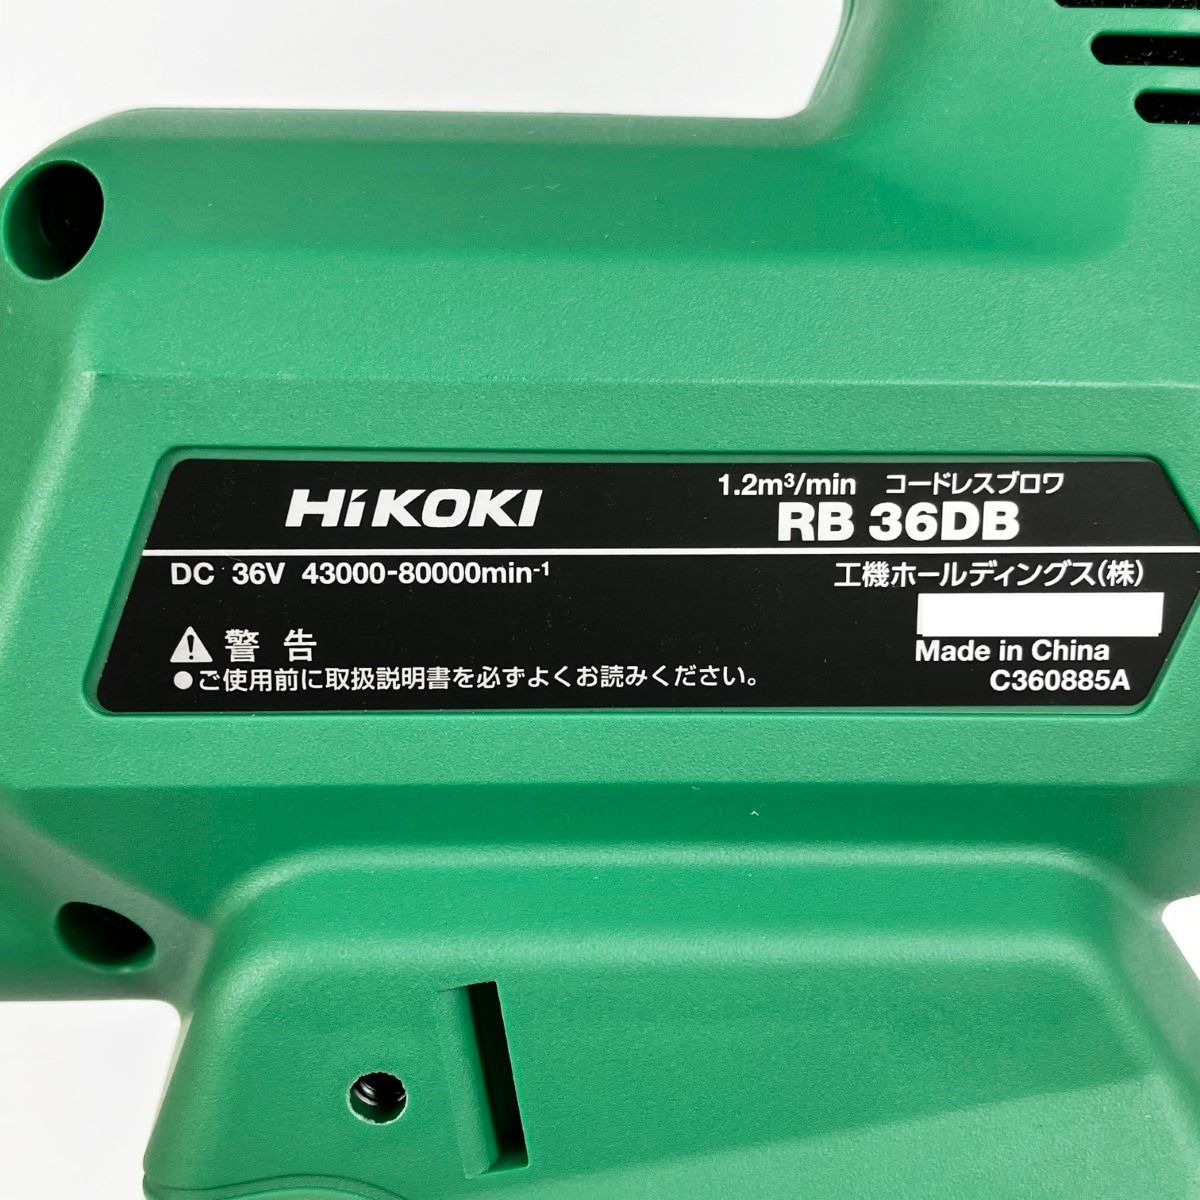 HiKOKI
1.2m³/min コードレスブロワ
RB 36DB
DC 36V 43000-80000min⁻¹
工機ホールディングス(株)
警告
Made in China
●ご使用前に取扱説明書を必ずよくお読みください。
C360885A